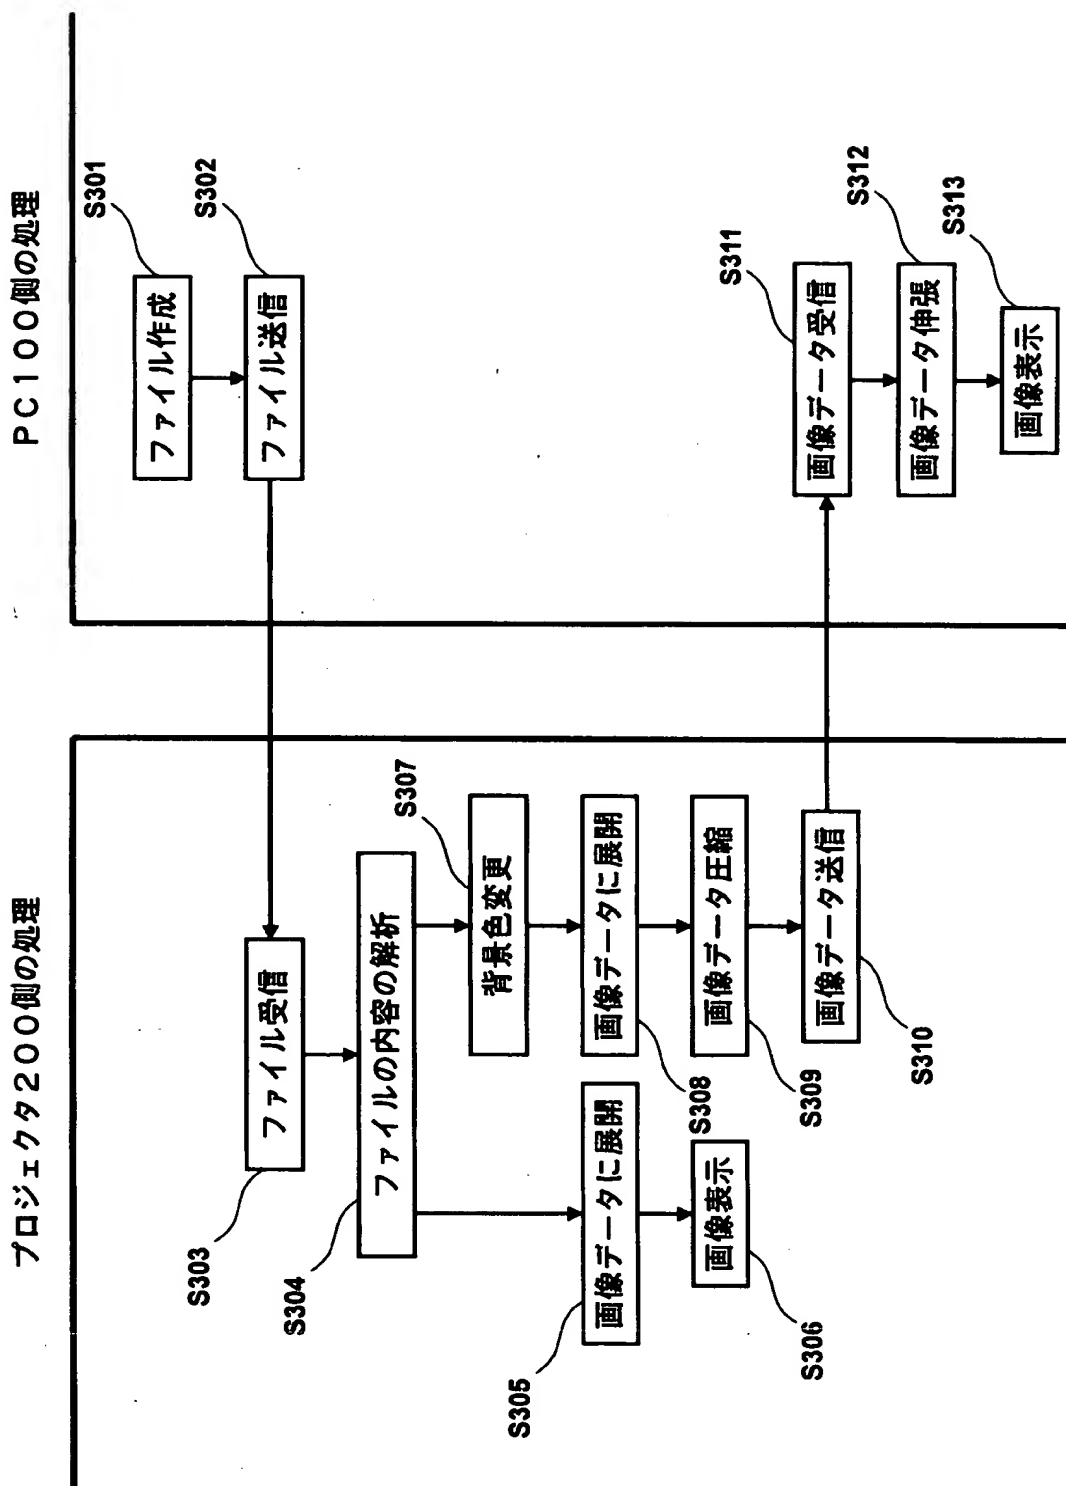 プロジェクタ200側の処理
PC100側の処理
ファイル作成
S301
ファイル送信
S302
ファイル受信
S303
ファイルの内容の解析
S304
画像データに展開
S305
画像表示
S306
背景色変更
S307
画像データに展開
S308
画像データ圧縮
S309
画像データ送信
S310
画像データ受信
S311
画像データ伸張
S312
画像表示
S313